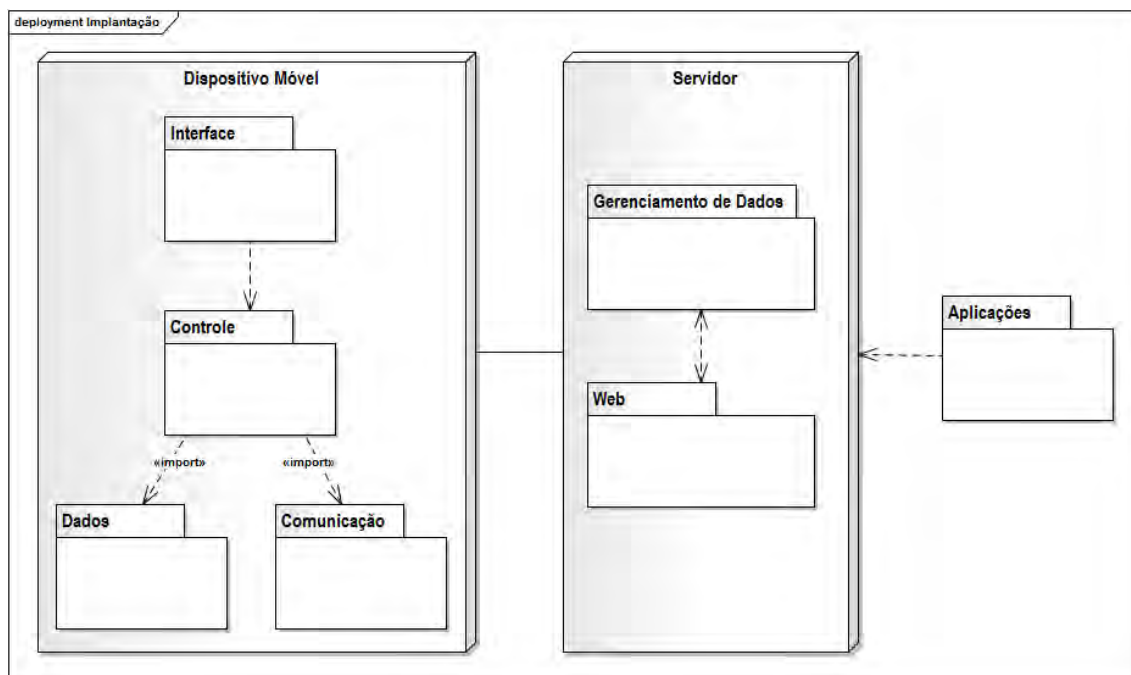 deployment Implantação
Dispositivo Móvel
Interface
Controle
«import»
«import»
Dados
Comunicação
Servidor
Gerenciamento de Dados
Web
Aplicações